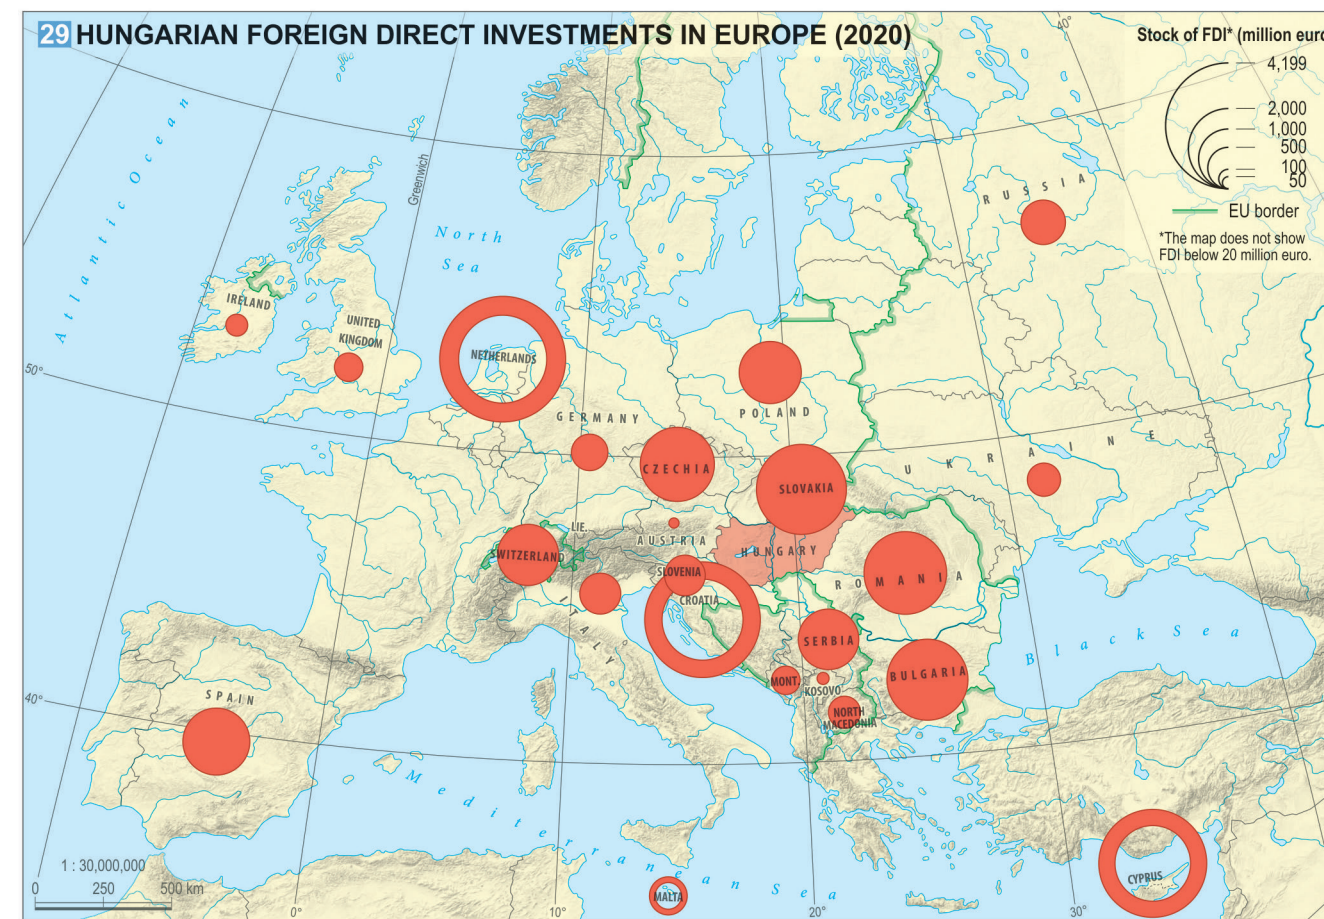 29 HUNGARIAN FOREIGN DIRECT INVESTMENTS IN EUROPE (2020)
40°
Stock of FDI* (million euro
4,199
2,000
1,000
500
100
50
EU border
*The map does not show
FDI below 20 million euro.
Atlantic Ocean
Greenwich
North
Sea
RUSSIA
IRELAND
UNITED
KINGDOM
NETHERLANDS
50°
GERMANY
POLAND
CZECHIA
SLOVAKIA
UKRAINE
LIE.
AUSTRIA
SWITZERLAND
HUNGARY
SLOVENIA
ROMANIA
CROATIA
ITALY
SERBIA
Black Sea
BULGARIA
MONT.
KOSOVO
NORTH
MACEDONIA
40°
SPAIN
Mediterranean Sea
CYPRUS
MALTA
1 : 30,000,000
0 250 500 km
0° 10° 20° 30°